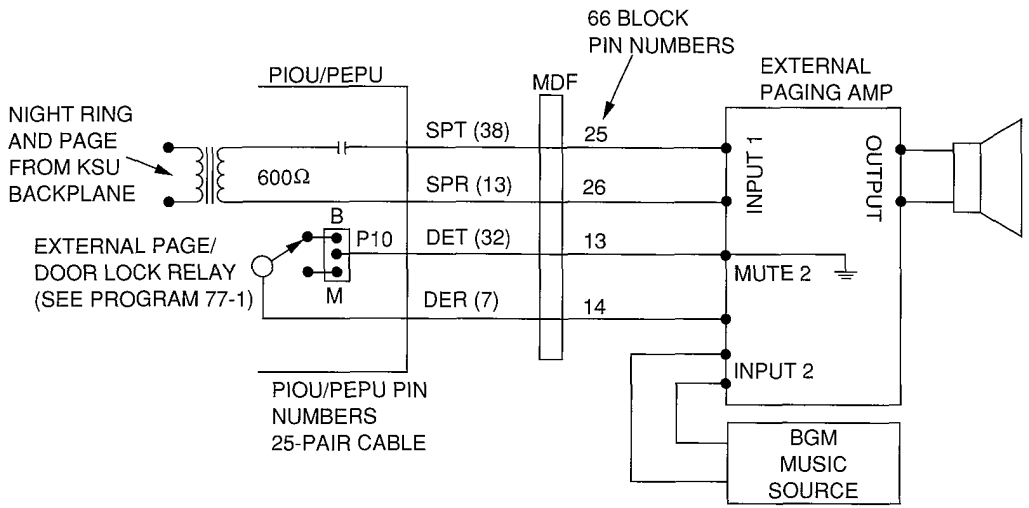 66 BLOCK
PIN NUMBERS
PIOU/PEPU
MDF
EXTERNAL
PAGING AMP
NIGHT RING
AND PAGE
FROM KSU
BACKPLANE
600Ω
SPT (38)
25
SPR (13)
26
INPUT 1
OUTPUT
EXTERNAL PAGE/
DOOR LOCK RELAY
(SEE PROGRAM 77-1)
B
P10
M
DET (32)
13
MUTE 2
DER (7)
14
INPUT 2
PIOU/PEPU PIN
NUMBERS
25-PAIR CABLE
BGM
MUSIC
SOURCE